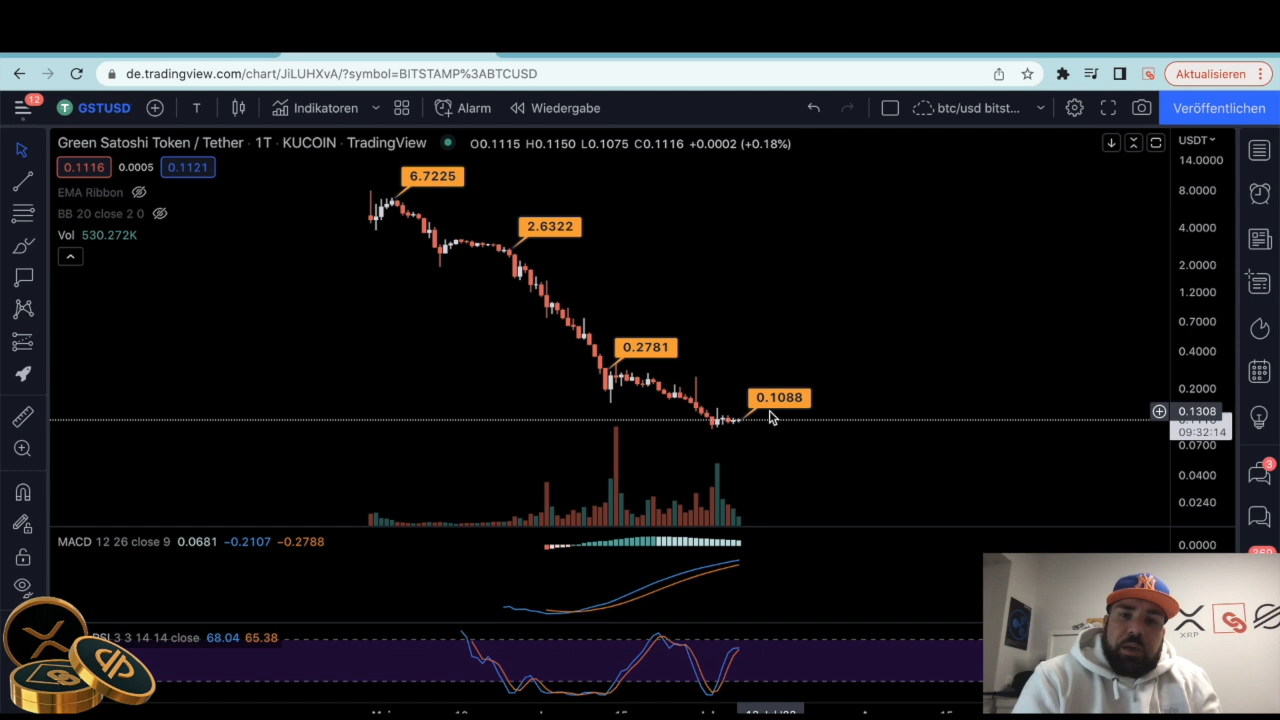 de.tradingview.com/chart/JiLUHXvA/?symbol=BITSTAMP%3ABTCUSD
Aktualisieren
12
GSTUSD
T
Indikatoren
Alarm
Wiedergabe
btc/usd bitst...
Veröffentlichen
Green Satoshi Token / Tether · 1T · KUCOIN · TradingView
O0.1115 H0.1150 L0.1075 C0.1116 +0.0002 (+0.18%)
USDT
0.1116 0.0005 0.1121
EMA Ribbon
BB 20 close 2 0
Vol 530.272K
6.7225
2.6322
0.2781
0.1088
14.0000
8.0000
4.0000
2.0000
1.2000
0.7000
0.4000
0.2000
0.1308
09:32:14
0.0700
0.0400
0.0240
3
MACD 12 26 close 9 0.0681 −0.2107 −0.2788
0.0000
3 3 14 14 close 68.04 65.38
XRP
15